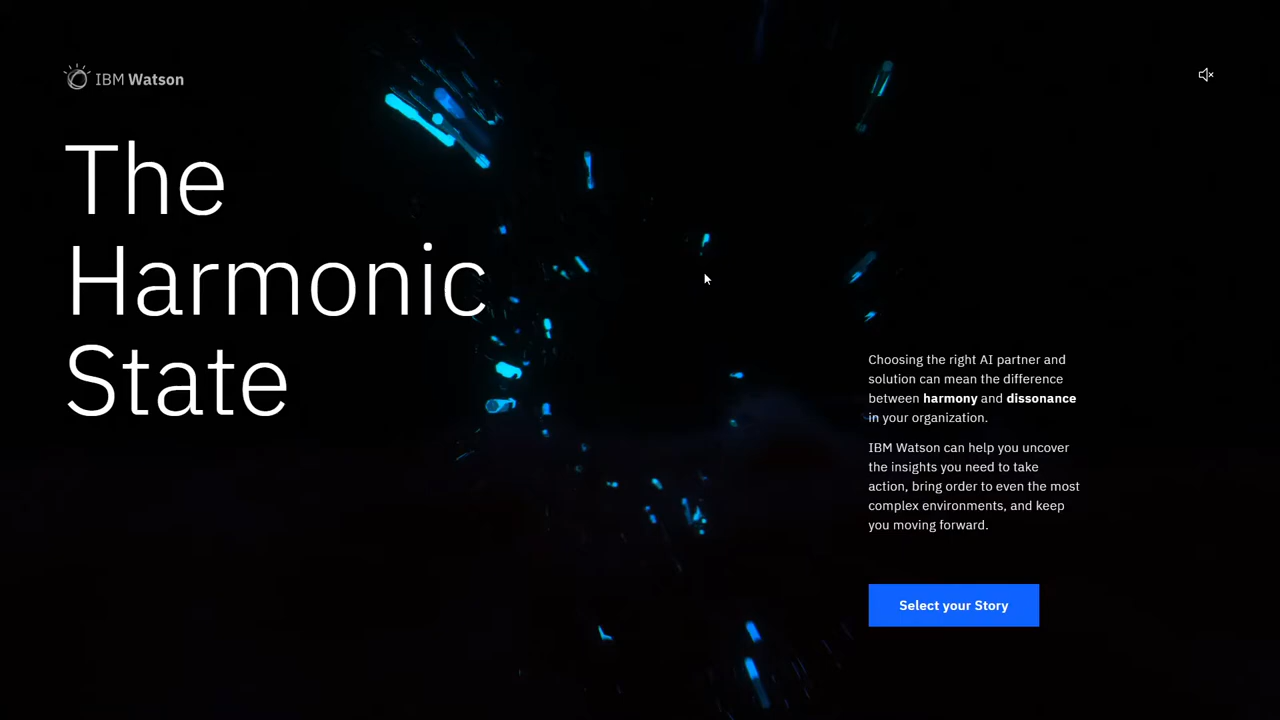 IBM Watson
The
Harmonic
State
Choosing the right AI partner and
solution can mean the difference
between harmony and dissonance
in your organization.
IBM Watson can help you uncover
the insights you need to take
action, bring order to even the most
complex environments, and keep
you moving forward.
Select your Story